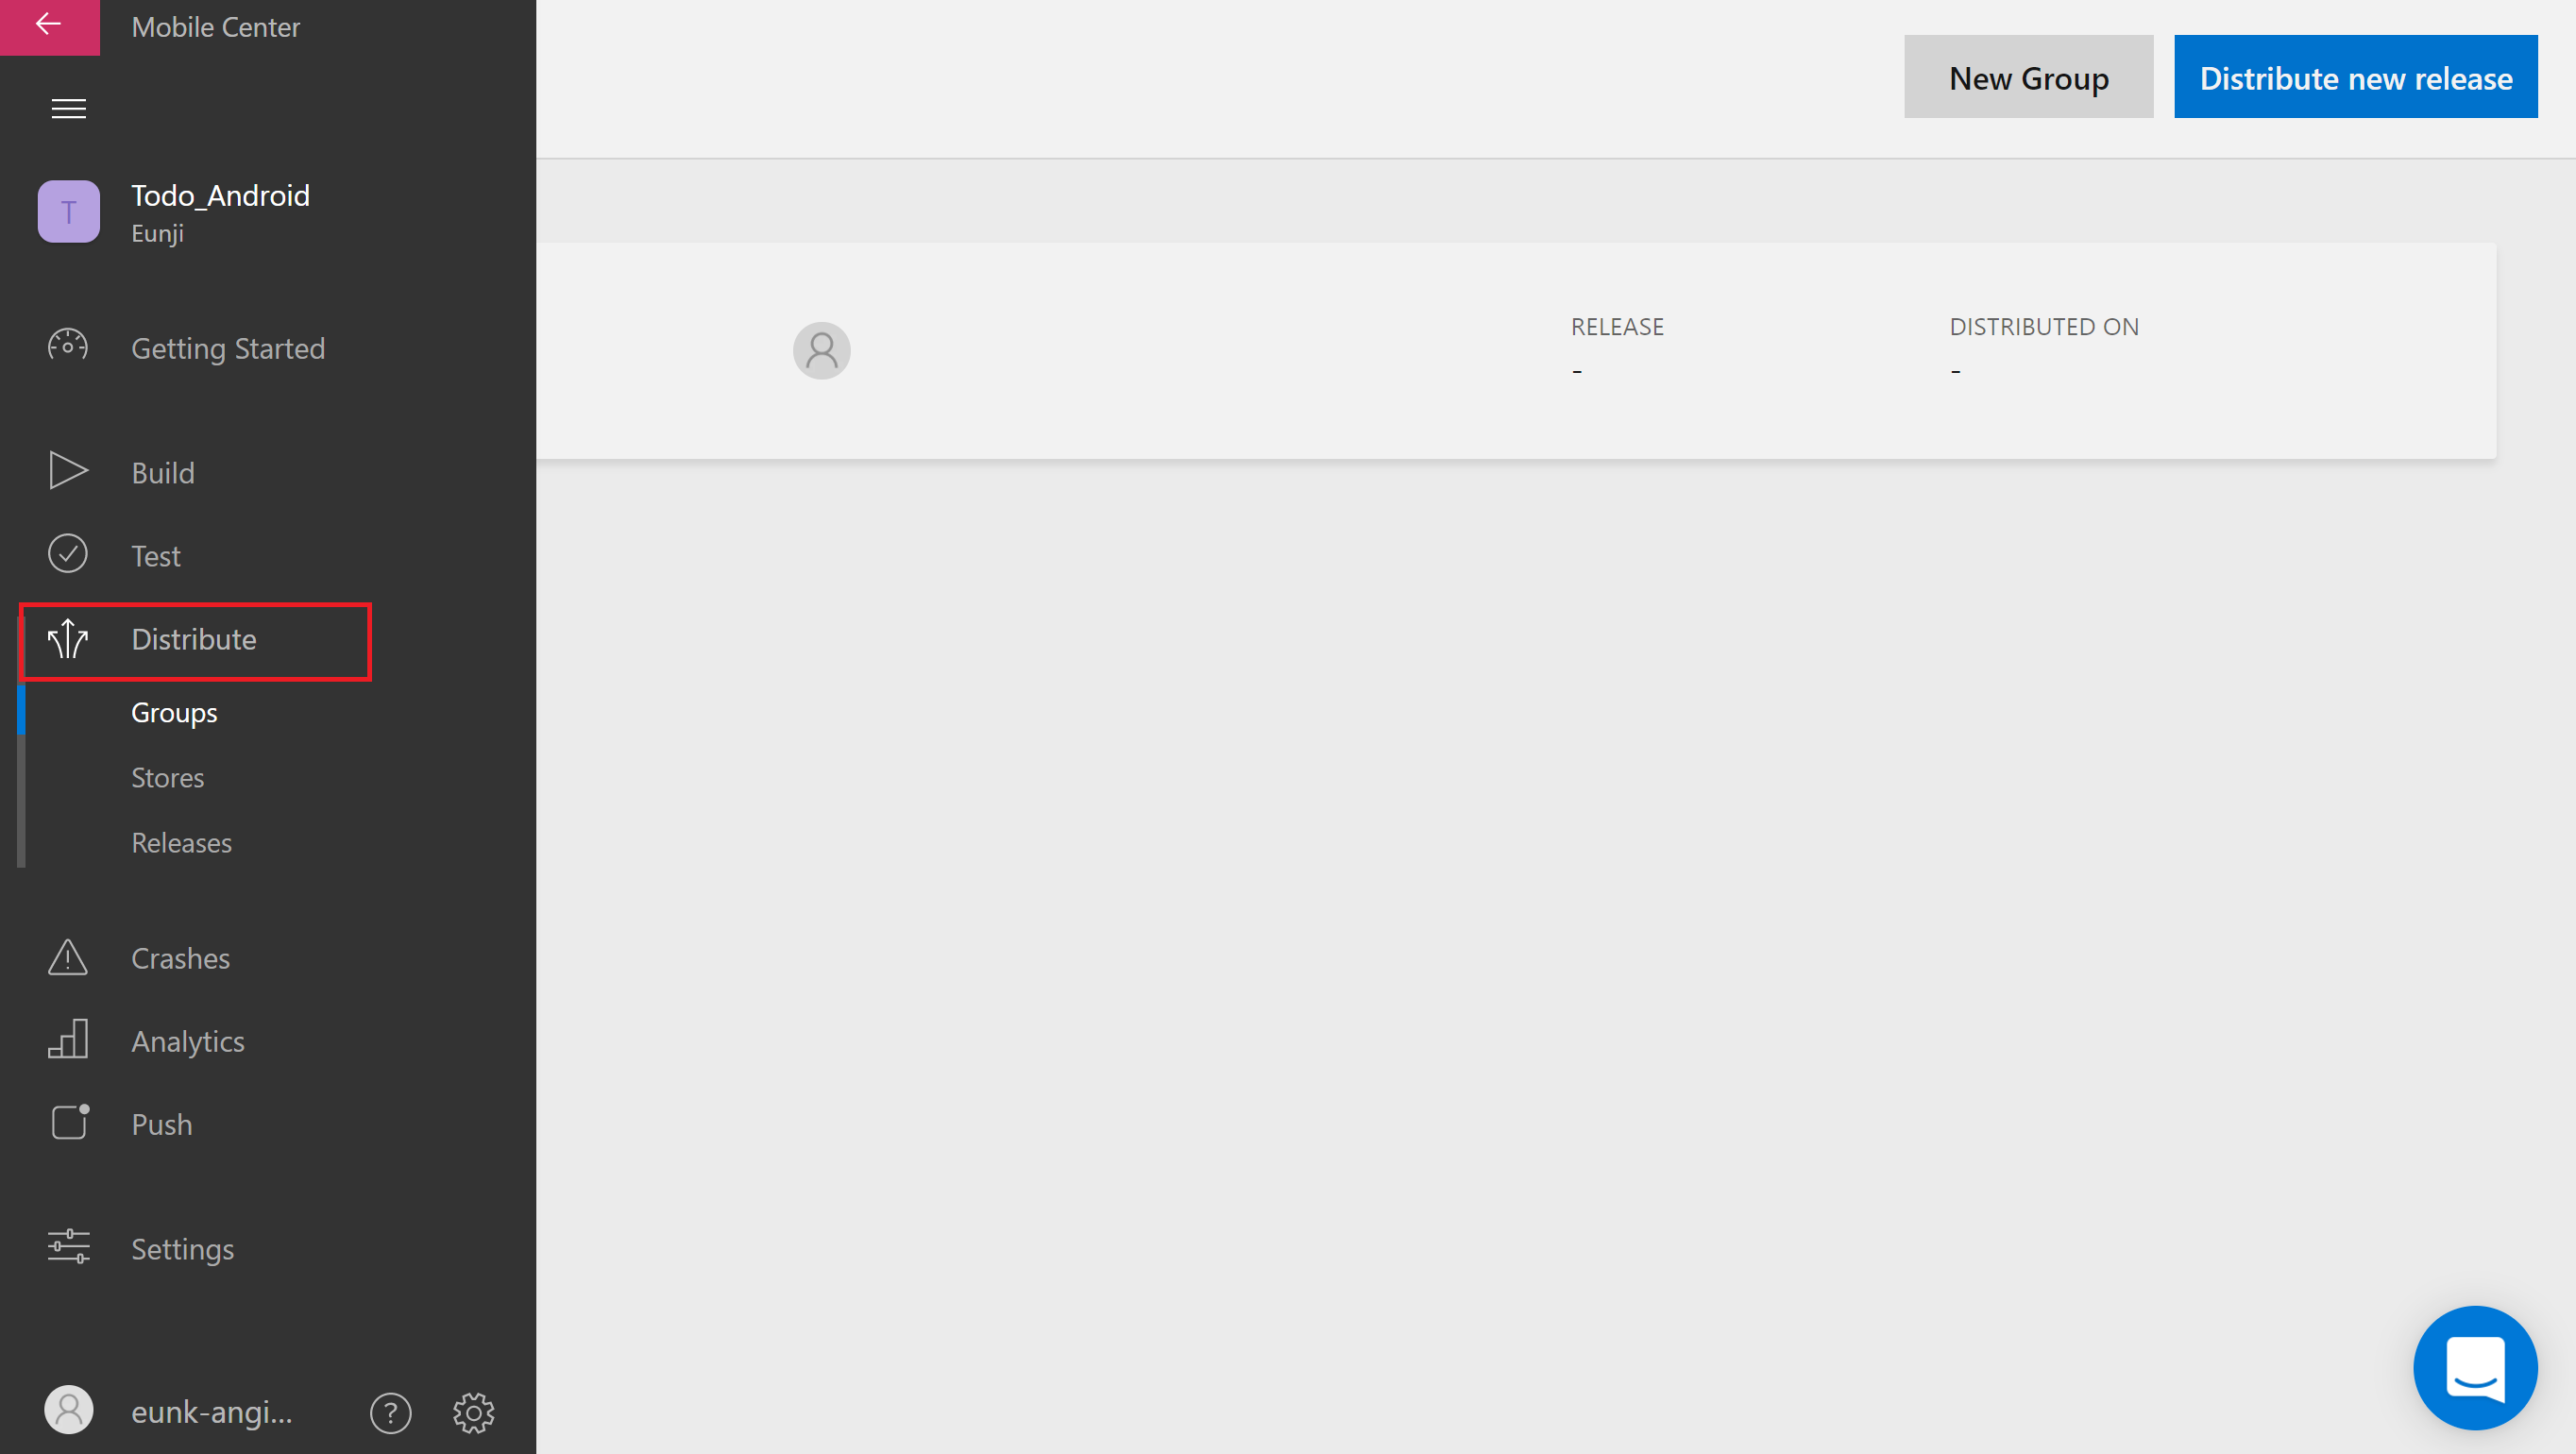 Mobile Center
New Group
Distribute new release
T
Todo_Android
Eunji
Getting Started
RELEASE
-
DISTRIBUTED ON
-
Build
Test
Distribute
Groups
Stores
Releases
Crashes
Analytics
Push
Settings
eunk-angi...
?